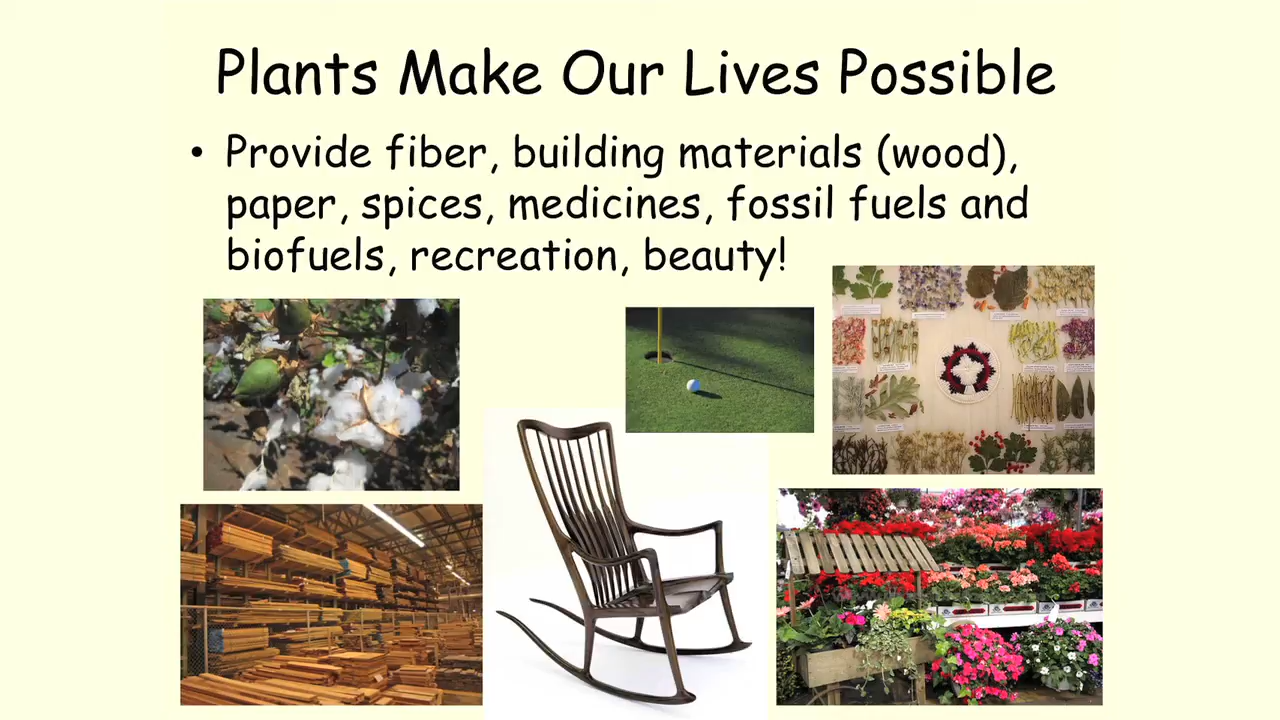 Plants Make Our Lives Possible
• Provide fiber, building materials (wood),
paper, spices, medicines, fossil fuels and
biofuels, recreation, beauty!